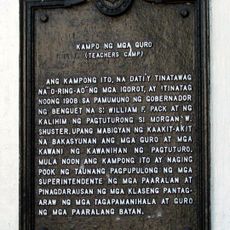 KAMPO NG MGA GURO
(TEACHERS CAMP)
ANG KAMPONG ITO, NA DATI'Y TINATAWAG
NA "O-RING-AO" NG MGA IGOROT, AY ITINATAG
NOONG 1908 SA PAMUMUNO NG GOBERNADOR
NG BENGUET NA SI WILLIAM F. PACK AT NG
KALIHIM NG PAGTUTURONG SI MORGAN W.
SHUSTER, UPANG MABIGYAN NG KAAKIT-AKIT
NA BAKASYUNAN ANG MGA GURO AT MGA
KAWANI NG KAWANIHAN NG PAGTUTURO,
MULA NOON ANG KAMPONG ITO AY NAGING
POOK NG TAUNANG PAGPUPULONG NG MGA
SUPERINTENDENTE NG MGA PAARALAN AT
PINAGDARAUSAN NG MGA KLASENG PANTAG-
ARAW NG MGA TAGAPAMANIHALA AT GURO
NG MGA PAARALANG BAYAN.